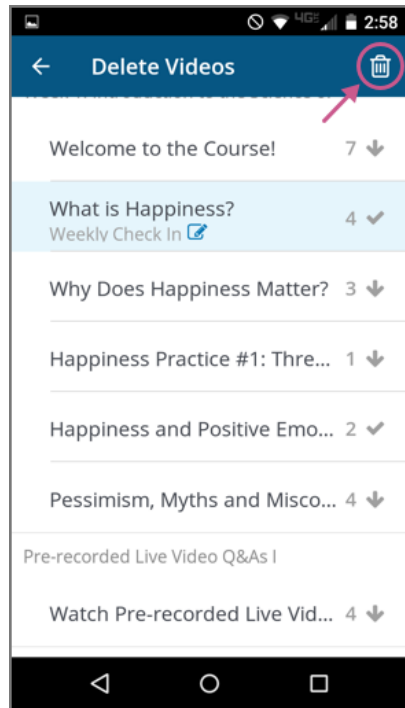 4G 2:58
Delete Videos
Welcome to the Course! 7
What is Happiness? 4
Weekly Check In
Why Does Happiness Matter? 3
Happiness Practice #1: Thre... 1
Happiness and Positive Emo... 2
Pessimism, Myths and Misco... 4
Pre-recorded Live Video Q&As I
Watch Pre-recorded Live Vid... 4